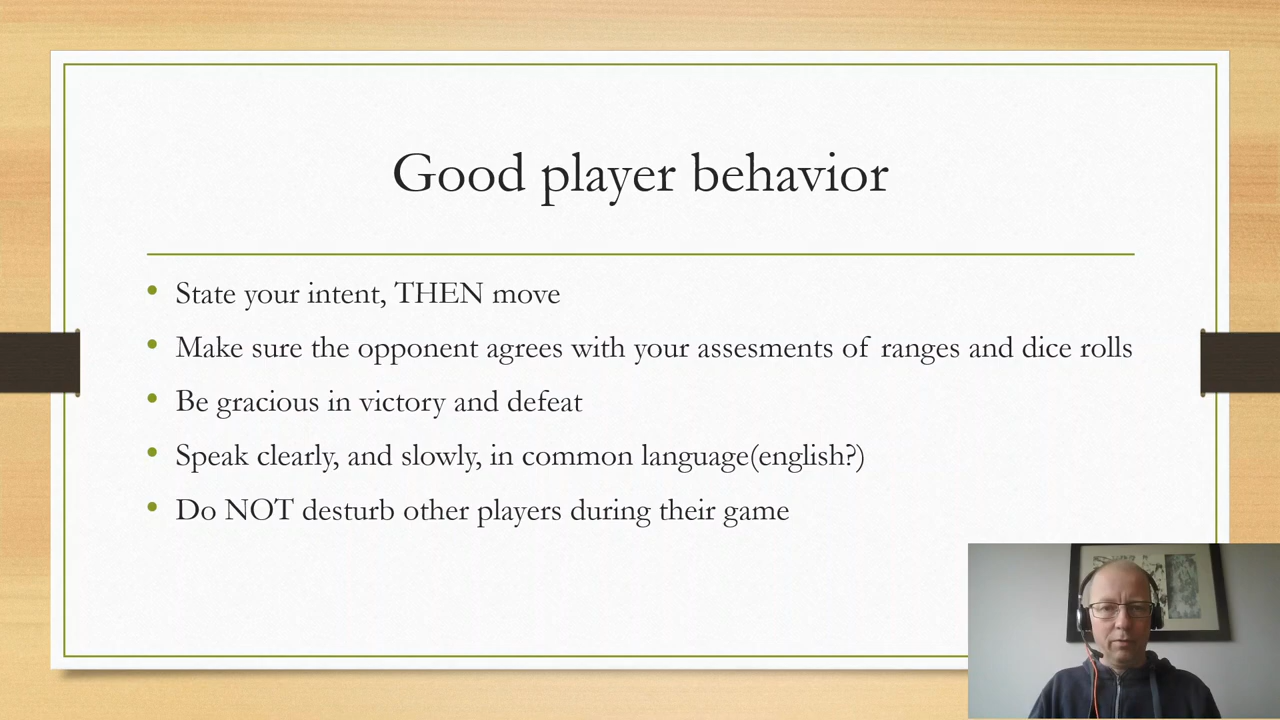 Good player behavior
• State your intent, THEN move
• Make sure the opponent agrees with your assesments of ranges and dice rolls
• Be gracious in victory and defeat
• Speak clearly, and slowly, in common language(english?)
• Do NOT desturb other players during their game